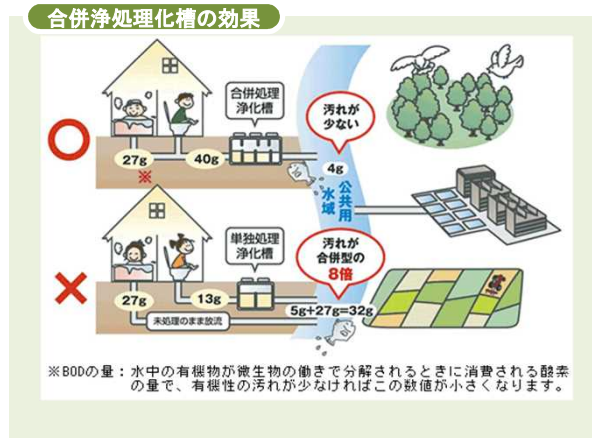 合併浄処理化槽の効果
合併処理
浄化槽
汚れが
少ない
27g
※
40g
4g
公共用
水域
単独処理
浄化槽
汚れが
合併型の
8倍
27g
13g
5g+27g=32g
未処理のまま放流
※BODの量：水中の有機物が微生物の働きで分解されるときに消費される酸素
の量で、有機性の汚れが少なければこの数値が小さくなります。